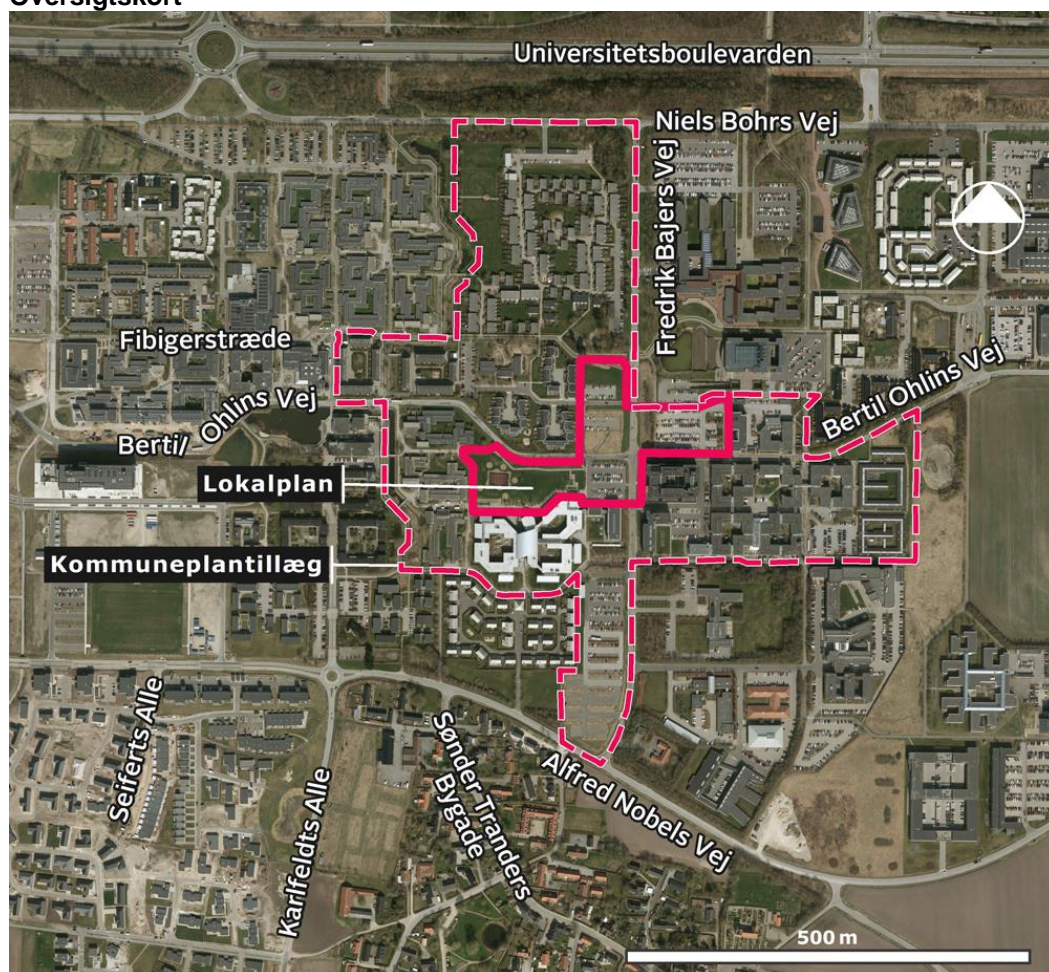 Oversigtskort
Universitetsboulevarden
Niels Bohrs Vej
Fredrik Bajers Vej
Fibigerstræde
Bertil Ohlins Vej
Bertil Ohlins Vej
Lokalplan
Kommuneplantillæg
Seiferts Alle
Karlfeldts Alle
Sønder Tranders
Bygade
Alfred Nobels Vej
500 m